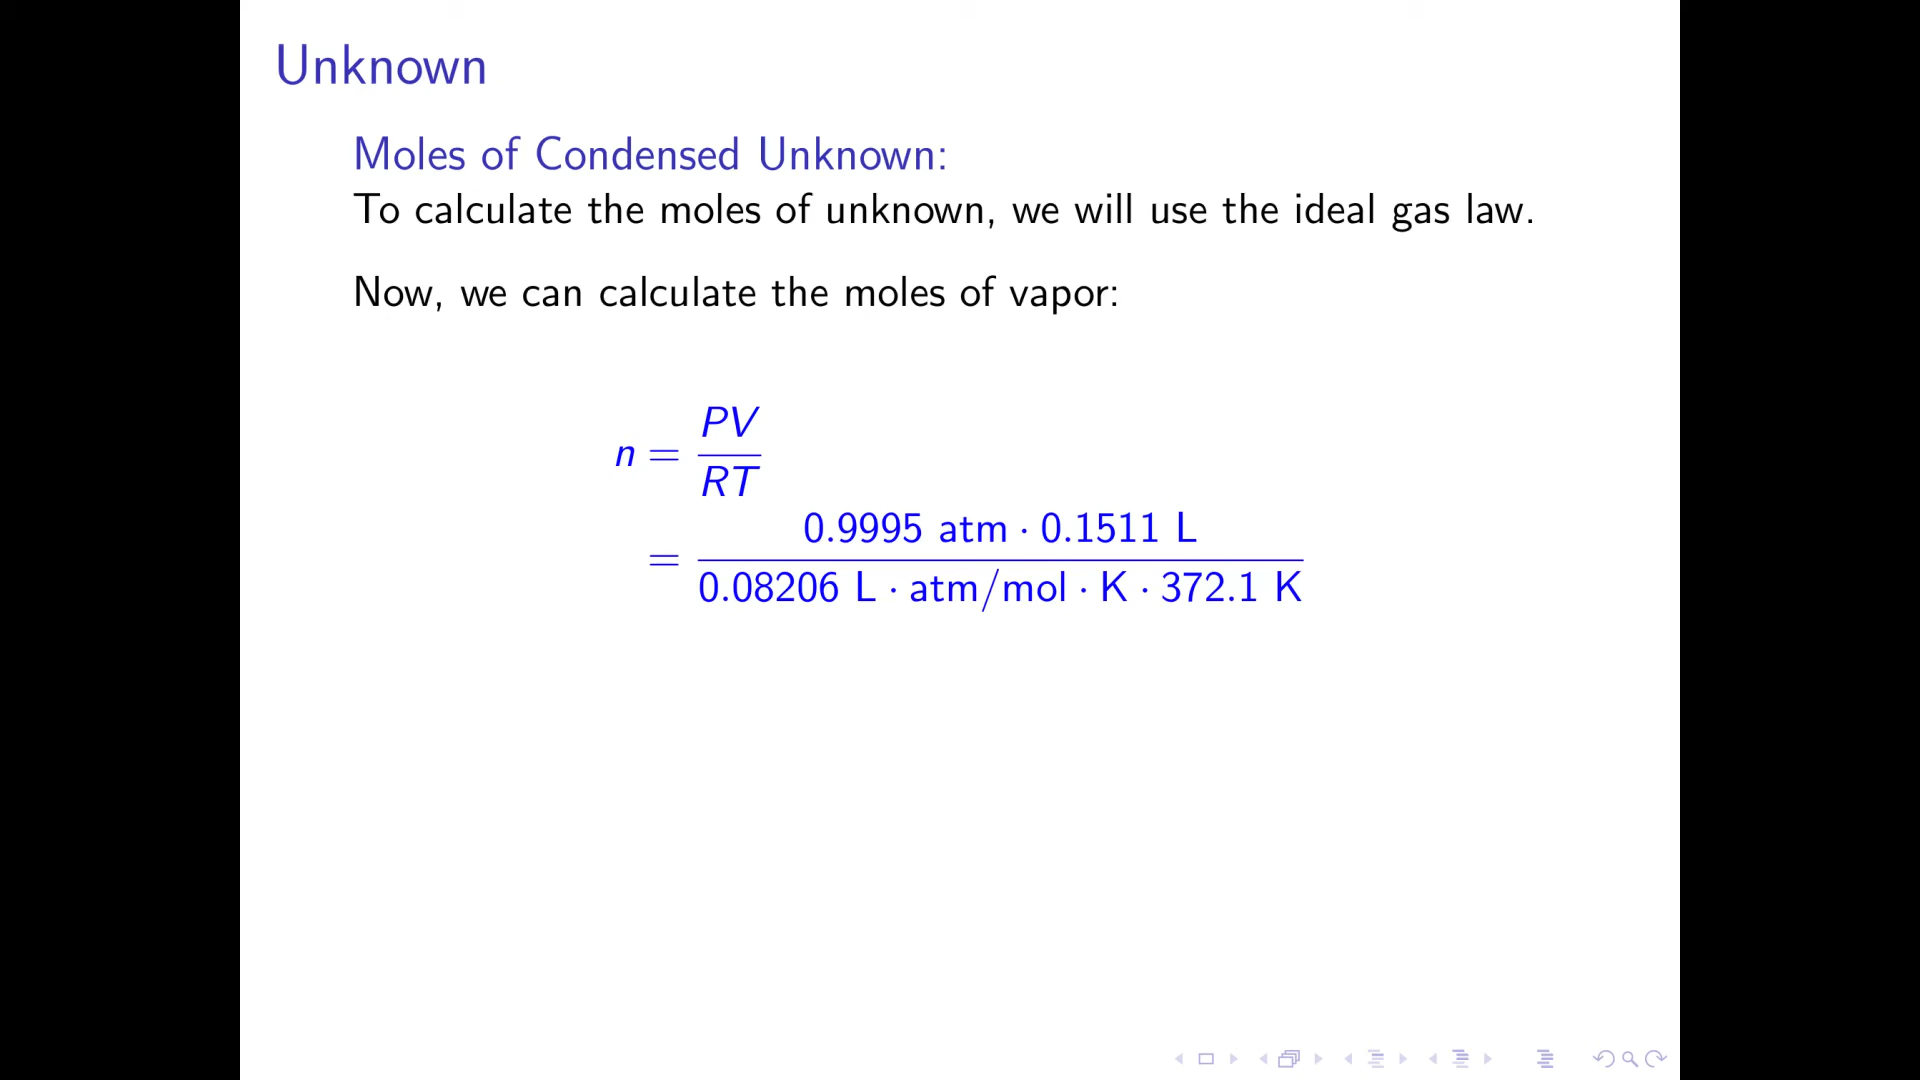 Unknown
Moles of Condensed Unknown:
To calculate the moles of unknown, we will use the ideal gas law.
Now, we can calculate the moles of vapor:
n = PV / RT
= 0.9995 atm · 0.1511 L / 0.08206 L · atm/mol · K · 372.1 K